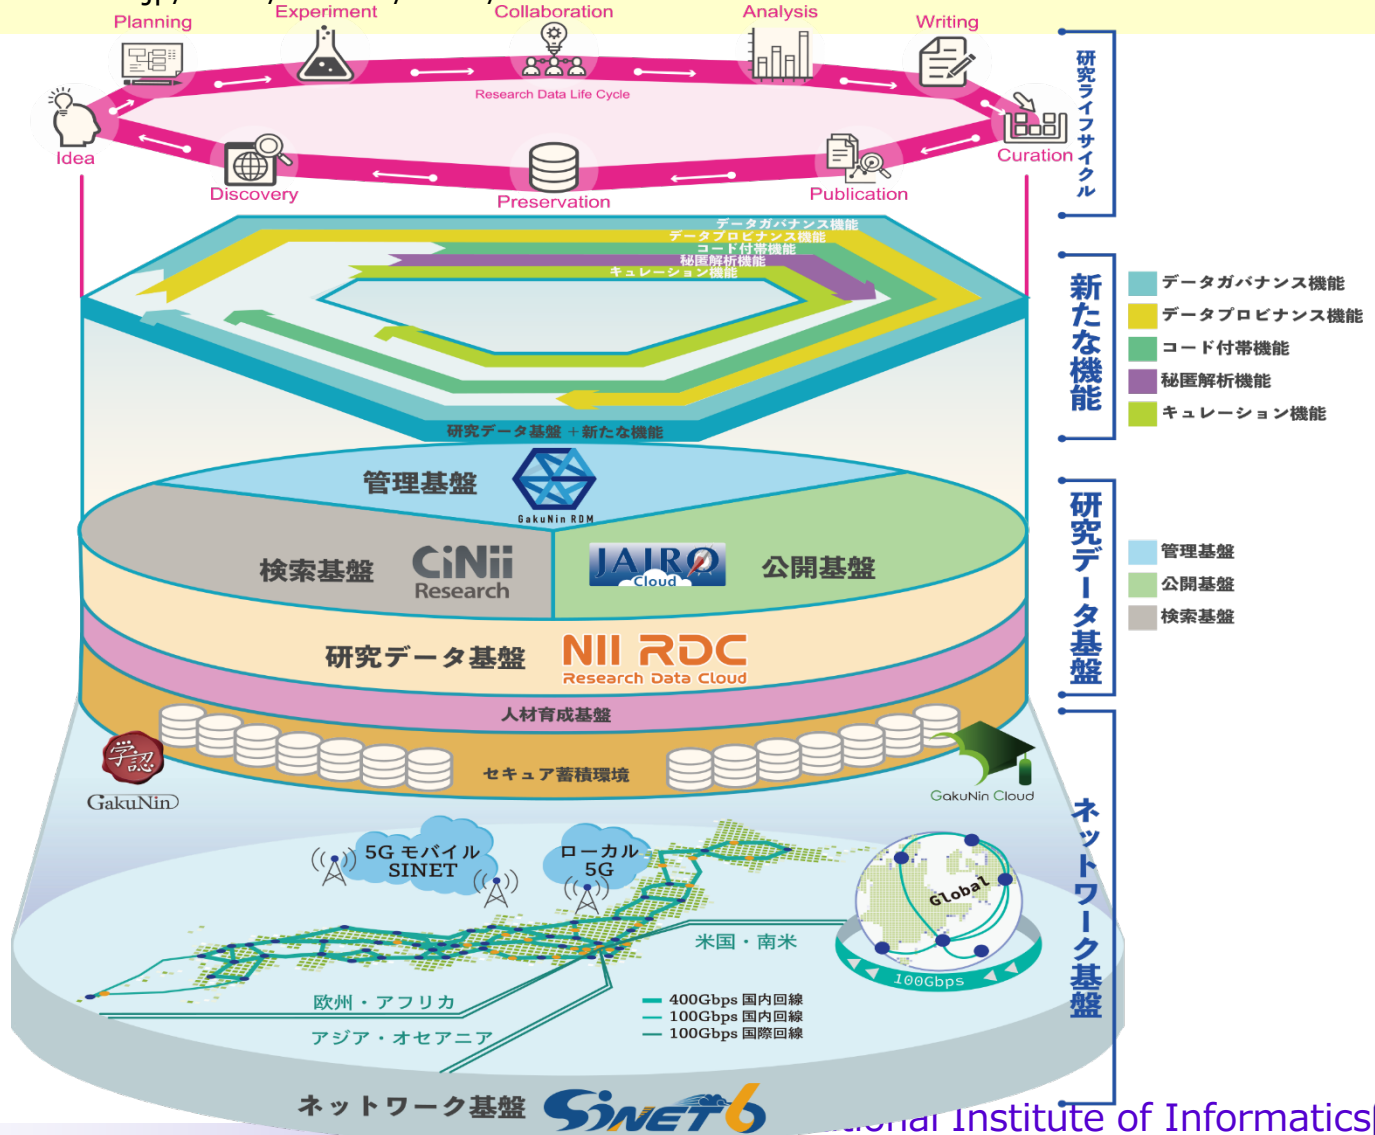 Planning
Experiment
Collaboration
Analysis
Writing
Research Data Life Cycle
Idea
Curation
Discovery
Preservation
Publication
研究ライフサイクル
データガバナンス機能
データプロビナンス機能
コード付帯機能
秘匿解析機能
キュレーション機能
新たな機能
データガバナンス機能
データプロビナンス機能
コード付帯機能
秘匿解析機能
キュレーション機能
研究データ基盤 + 新たな機能
管理基盤
GakuNin RDM
検索基盤
CiNii
Research
JAIRO
Cloud
公開基盤
研究データ基盤
管理基盤
公開基盤
検索基盤
研究データ基盤
NII RDC
Research Data Cloud
人材育成基盤
セキュア蓄積環境
学認
GakuNin
GakuNin Cloud
ネットワーク基盤
5G モバイル
SINET
ローカル
5G
Global
100Gbps
米国・南米
欧州・アフリカ
アジア・オセアニア
400Gbps 国内回線
100Gbps 国内回線
100Gbps 国際回線
ネットワーク基盤
SINET6
Institute of Informatics